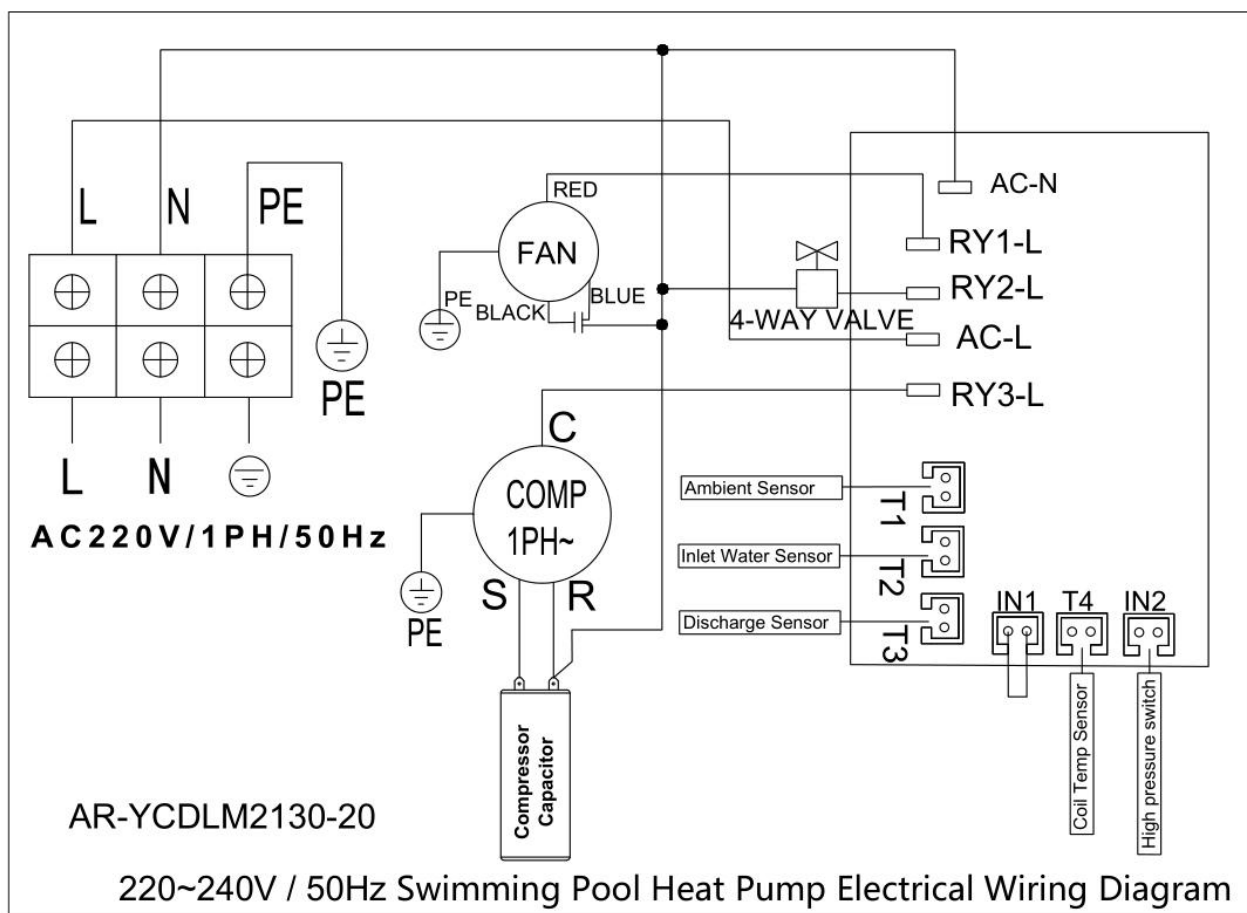 L
N
PE
PE
L
N
AC220V/1PH/50Hz
RED
FAN
PE
BLACK
BLUE
4-WAY VALVE
AC-N
RY1-L
RY2-L
AC-L
RY3-L
C
COMP
1PH~
S
R
PE
Compressor
Capacitor
Ambient Sensor
T1
Inlet Water Sensor
T2
Discharge Sensor
T3
IN1
T4
IN2
Coil Temp Sensor
High pressure switch
AR-YCDLM2130-20
220~240V / 50Hz Swimming Pool Heat Pump Electrical Wiring Diagram